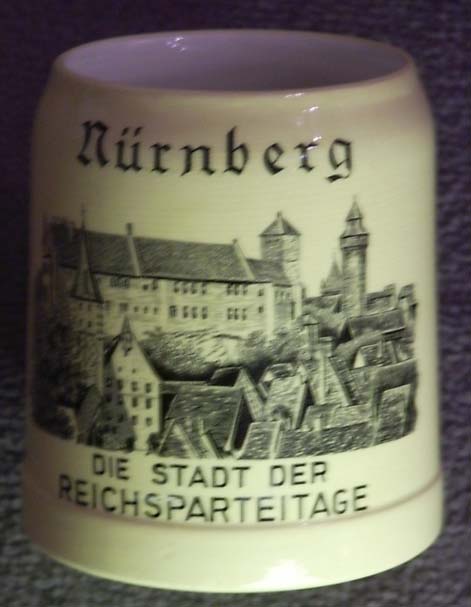 Nürnberg
DIE STADT DER
REICHSPARTEITAGE